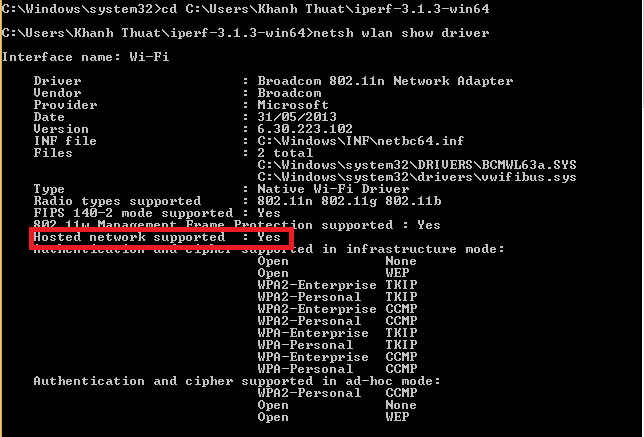 C:\Windows\system32>cd C:\Users\Khanh Thuat\iperf-3.1.3-win64
C:\Users\Khanh Thuat\iperf-3.1.3-win64>netsh wlan show driver
Interface name: Wi-Fi
Driver : Broadcom 802.11n Network Adapter
Vendor : Broadcom
Provider : Microsoft
Date : 31/05/2013
Version : 6.30.223.102
INF file : C:\Windows\INF\netbc64.inf
Files : 2 total
C:\Windows\system32\DRIVERS\BCMWL63a.SYS
C:\Windows\system32\drivers\vwifibus.sys
Type : Native Wi-Fi Driver
Radio types supported : 802.11n 802.11g 802.11b
FIPS 140-2 mode supported : Yes
802.11w Management Frame Protection supported : Yes
Hosted network supported : Yes
Authentication and cipher supported in infrastructure mode:
Open None
Open WEP
WPA2-Enterprise TKIP
WPA2-Personal TKIP
WPA2-Enterprise CCMP
WPA2-Personal CCMP
WPA-Enterprise TKIP
WPA-Personal TKIP
WPA-Enterprise CCMP
WPA-Personal CCMP
Authentication and cipher supported in ad-hoc mode:
WPA2-Personal CCMP
Open None
Open WEP